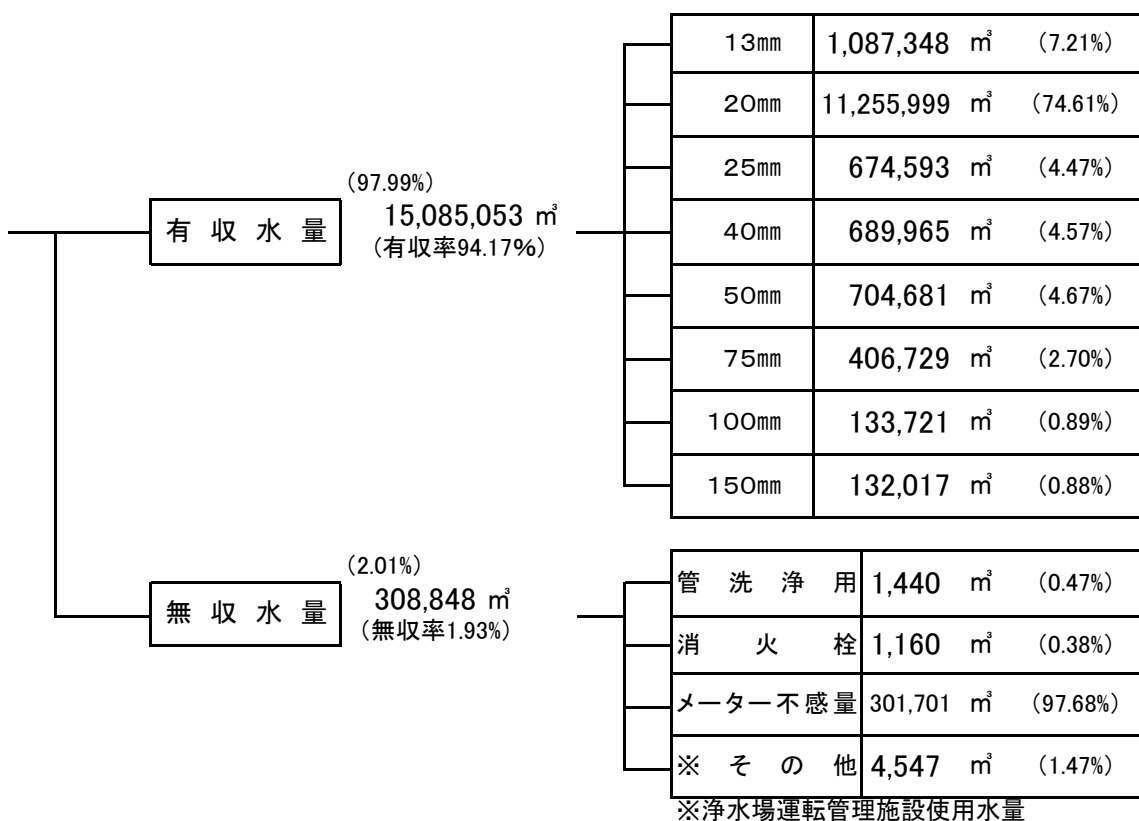 13㎜ 1,087,348 ㎥ (7.21%)
20㎜ 11,255,999 ㎥ (74.61%)
25㎜ 674,593 ㎥ (4.47%)
(97.99%)
15,085,053 ㎥
有収水量
(有収率94.17%)
40㎜ 689,965 ㎥ (4.57%)
50㎜ 704,681 ㎥ (4.67%)
75㎜ 406,729 ㎥ (2.70%)
100㎜ 133,721 ㎥ (0.89%)
150㎜ 132,017 ㎥ (0.88%)
(2.01%)
308,848 ㎥
無収水量
(無収率1.93%)
管洗浄用 1,440 ㎥ (0.47%)
消火栓 1,160 ㎥ (0.38%)
メーター不感量 301,701 ㎥ (97.68%)
※その他 4,547 ㎥ (1.47%)
※浄水場運転管理施設使用水量